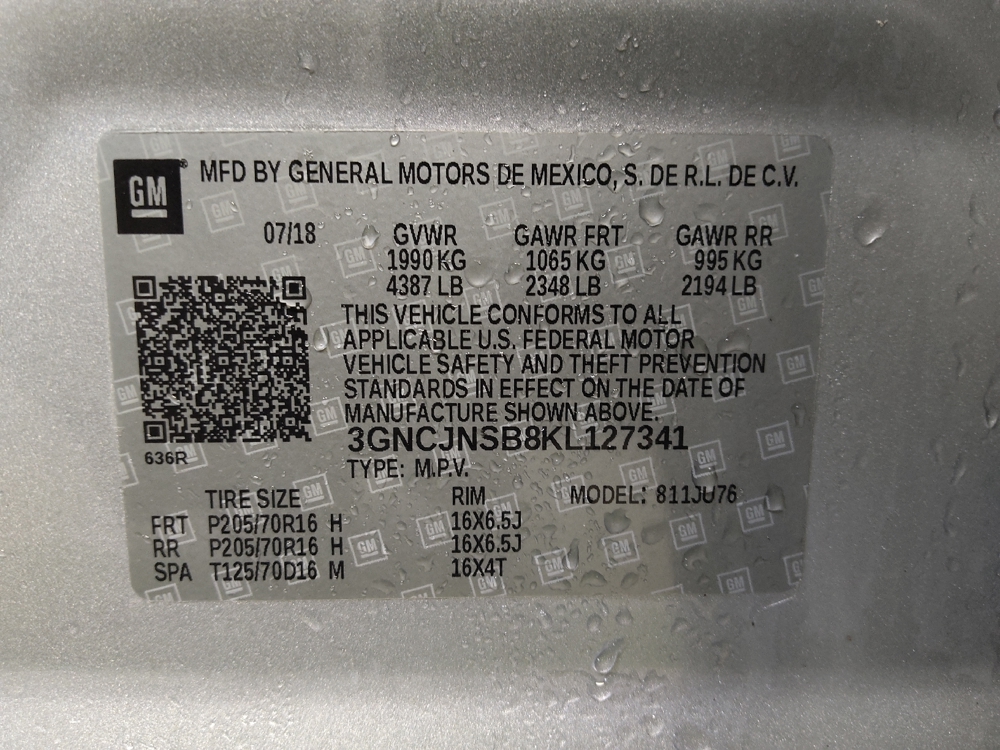 GM MFD BY GENERAL MOTORS DE MEXICO, S. DE R.L. DE C.V.
07/18 GVWR GAWR FRT GAWR RR
1990 KG 1065 KG 995 KG
4387 LB 2348 LB 2194 LB
THIS VEHICLE CONFORMS TO ALL
APPLICABLE U.S. FEDERAL MOTOR
VEHICLE SAFETY AND THEFT PREVENTION
STANDARDS IN EFFECT ON THE DATE OF
MANUFACTURE SHOWN ABOVE.
3GNCJNSB8KL127341
636R
TYPE: M.P.V.
TIRE SIZE RIM MODEL: 811JU76
FRT P205/70R16 H 16X6.5J
RR P205/70R16 H 16X6.5J
SPA T125/70D16 M 16X4T